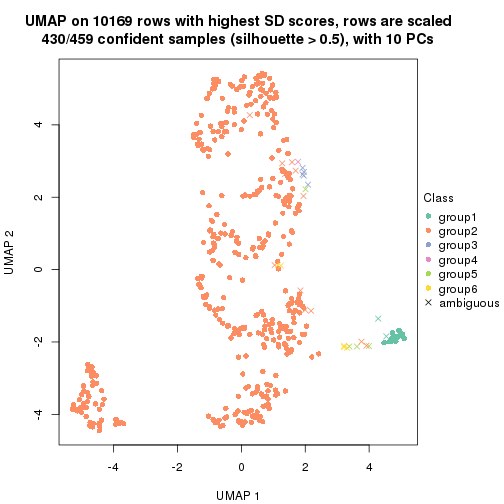 UMAP on 10169 rows with highest SD scores, rows are scaled
430/459 confident samples (silhouette > 0.5), with 10 PCs
4
2
0
-2
-4
UMAP 2
-4
-2
0
2
4
UMAP 1
Class
group1
group2
group3
group4
group5
group6
ambiguous